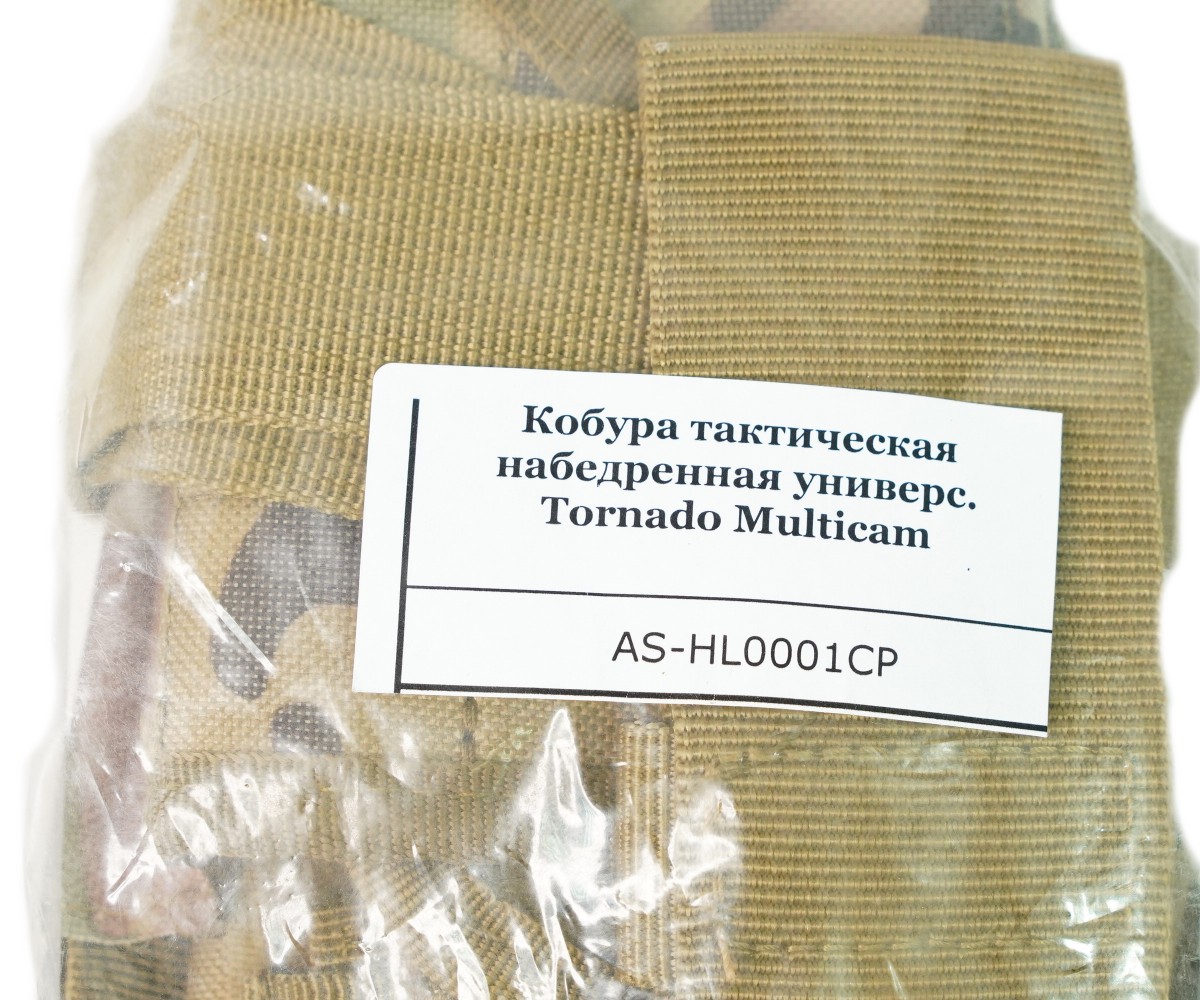 Кобура тактическая
набедренная универс.
Tornado Multicam
AS-HL0001CP